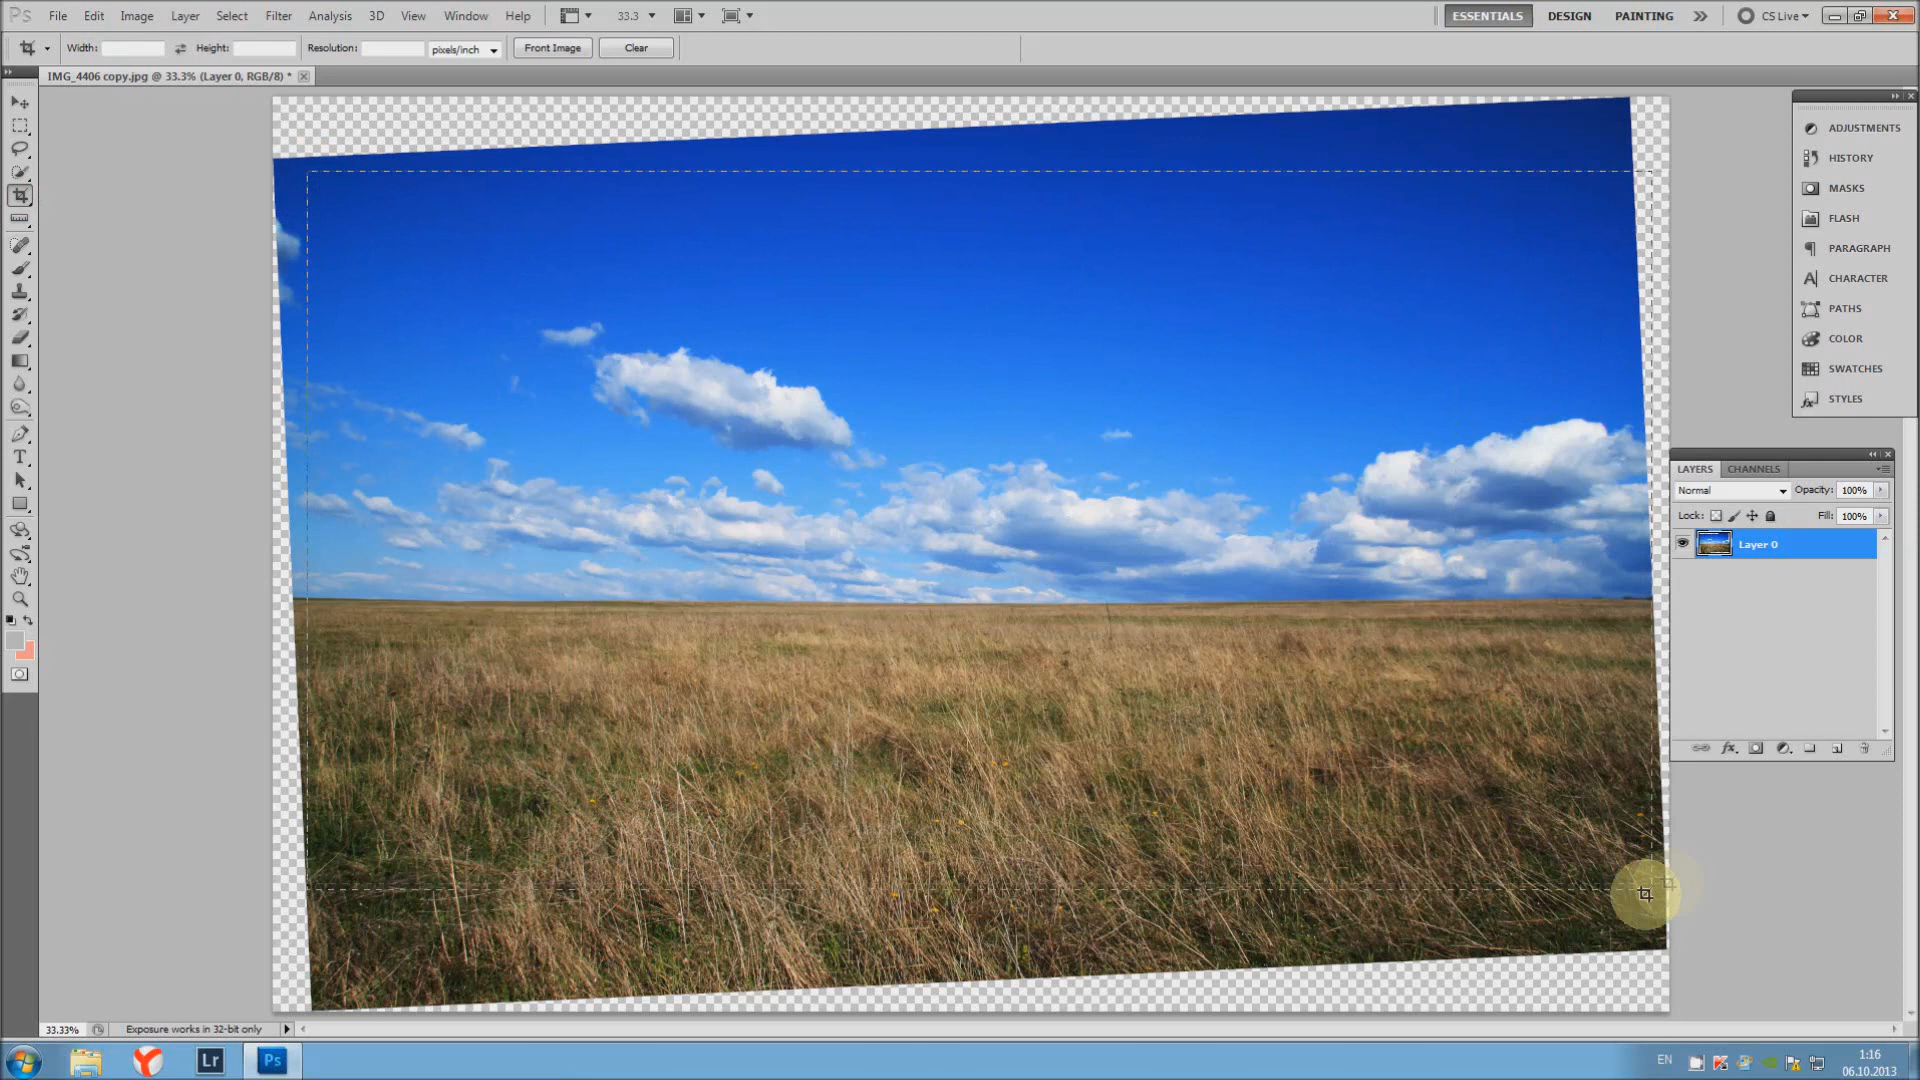 Ps File Edit Image Layer Select Filter Analysis 3D View Window Help 33.3 ESSENTIALS DESIGN PAINTING CS Live
Width: Height: Resolution: pixels/inch Front Image Clear
IMG_4406 copy.jpg @ 33.3% (Layer 0, RGB/8) *
ADJUSTMENTS
HISTORY
MASKS
FLASH
PARAGRAPH
CHARACTER
PATHS
COLOR
SWATCHES
STYLES
LAYERS CHANNELS
Normal Opacity: 100%
Lock: Fill: 100%
Layer 0
33.33% Exposure works in 32-bit only
Lr Ps EN 1:16
06.10.2013